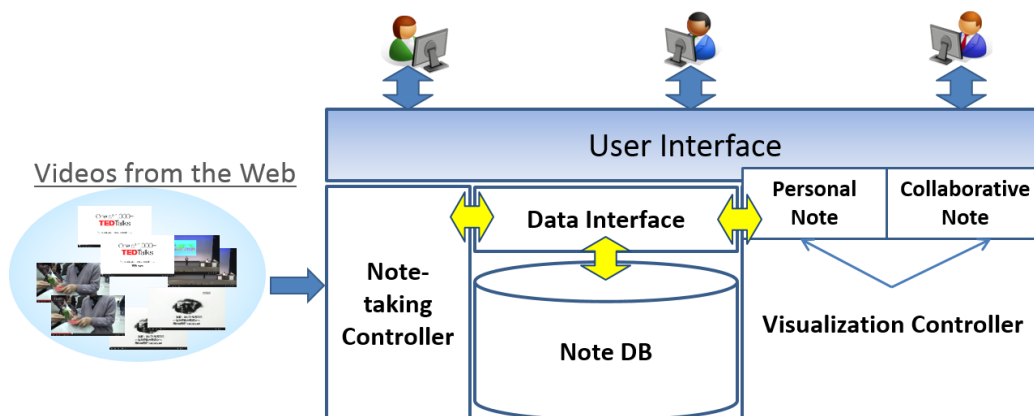 User Interface
Videos from the Web
Personal
Note
Collaborative
Note
TEDTalks
TEDTalks
Data Interface
Note-
taking
Controller
Note DB
Visualization Controller